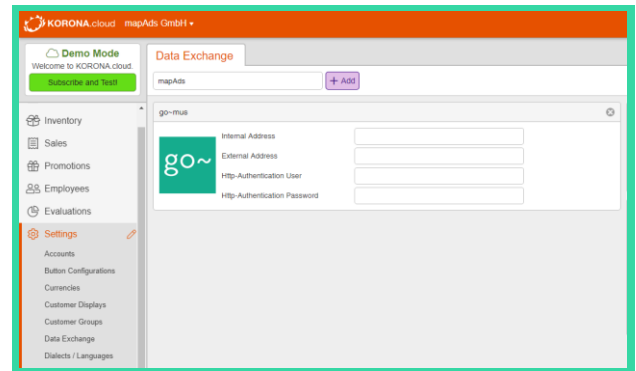 KORONA.cloud mapAds GmbH
Demo Mode
Welcome to KORONA.cloud.
Subscribe and Test!
Data Exchange
mapAds
+ Add
Inventory
Sales
Promotions
Employees
Evaluations
Settings
Accounts
Button Configurations
Currencies
Customer Displays
Customer Groups
Data Exchange
Dialects / Languages
go~mus
go~
Internal Address
External Address
Http-Authentication User
Http-Authentication Password